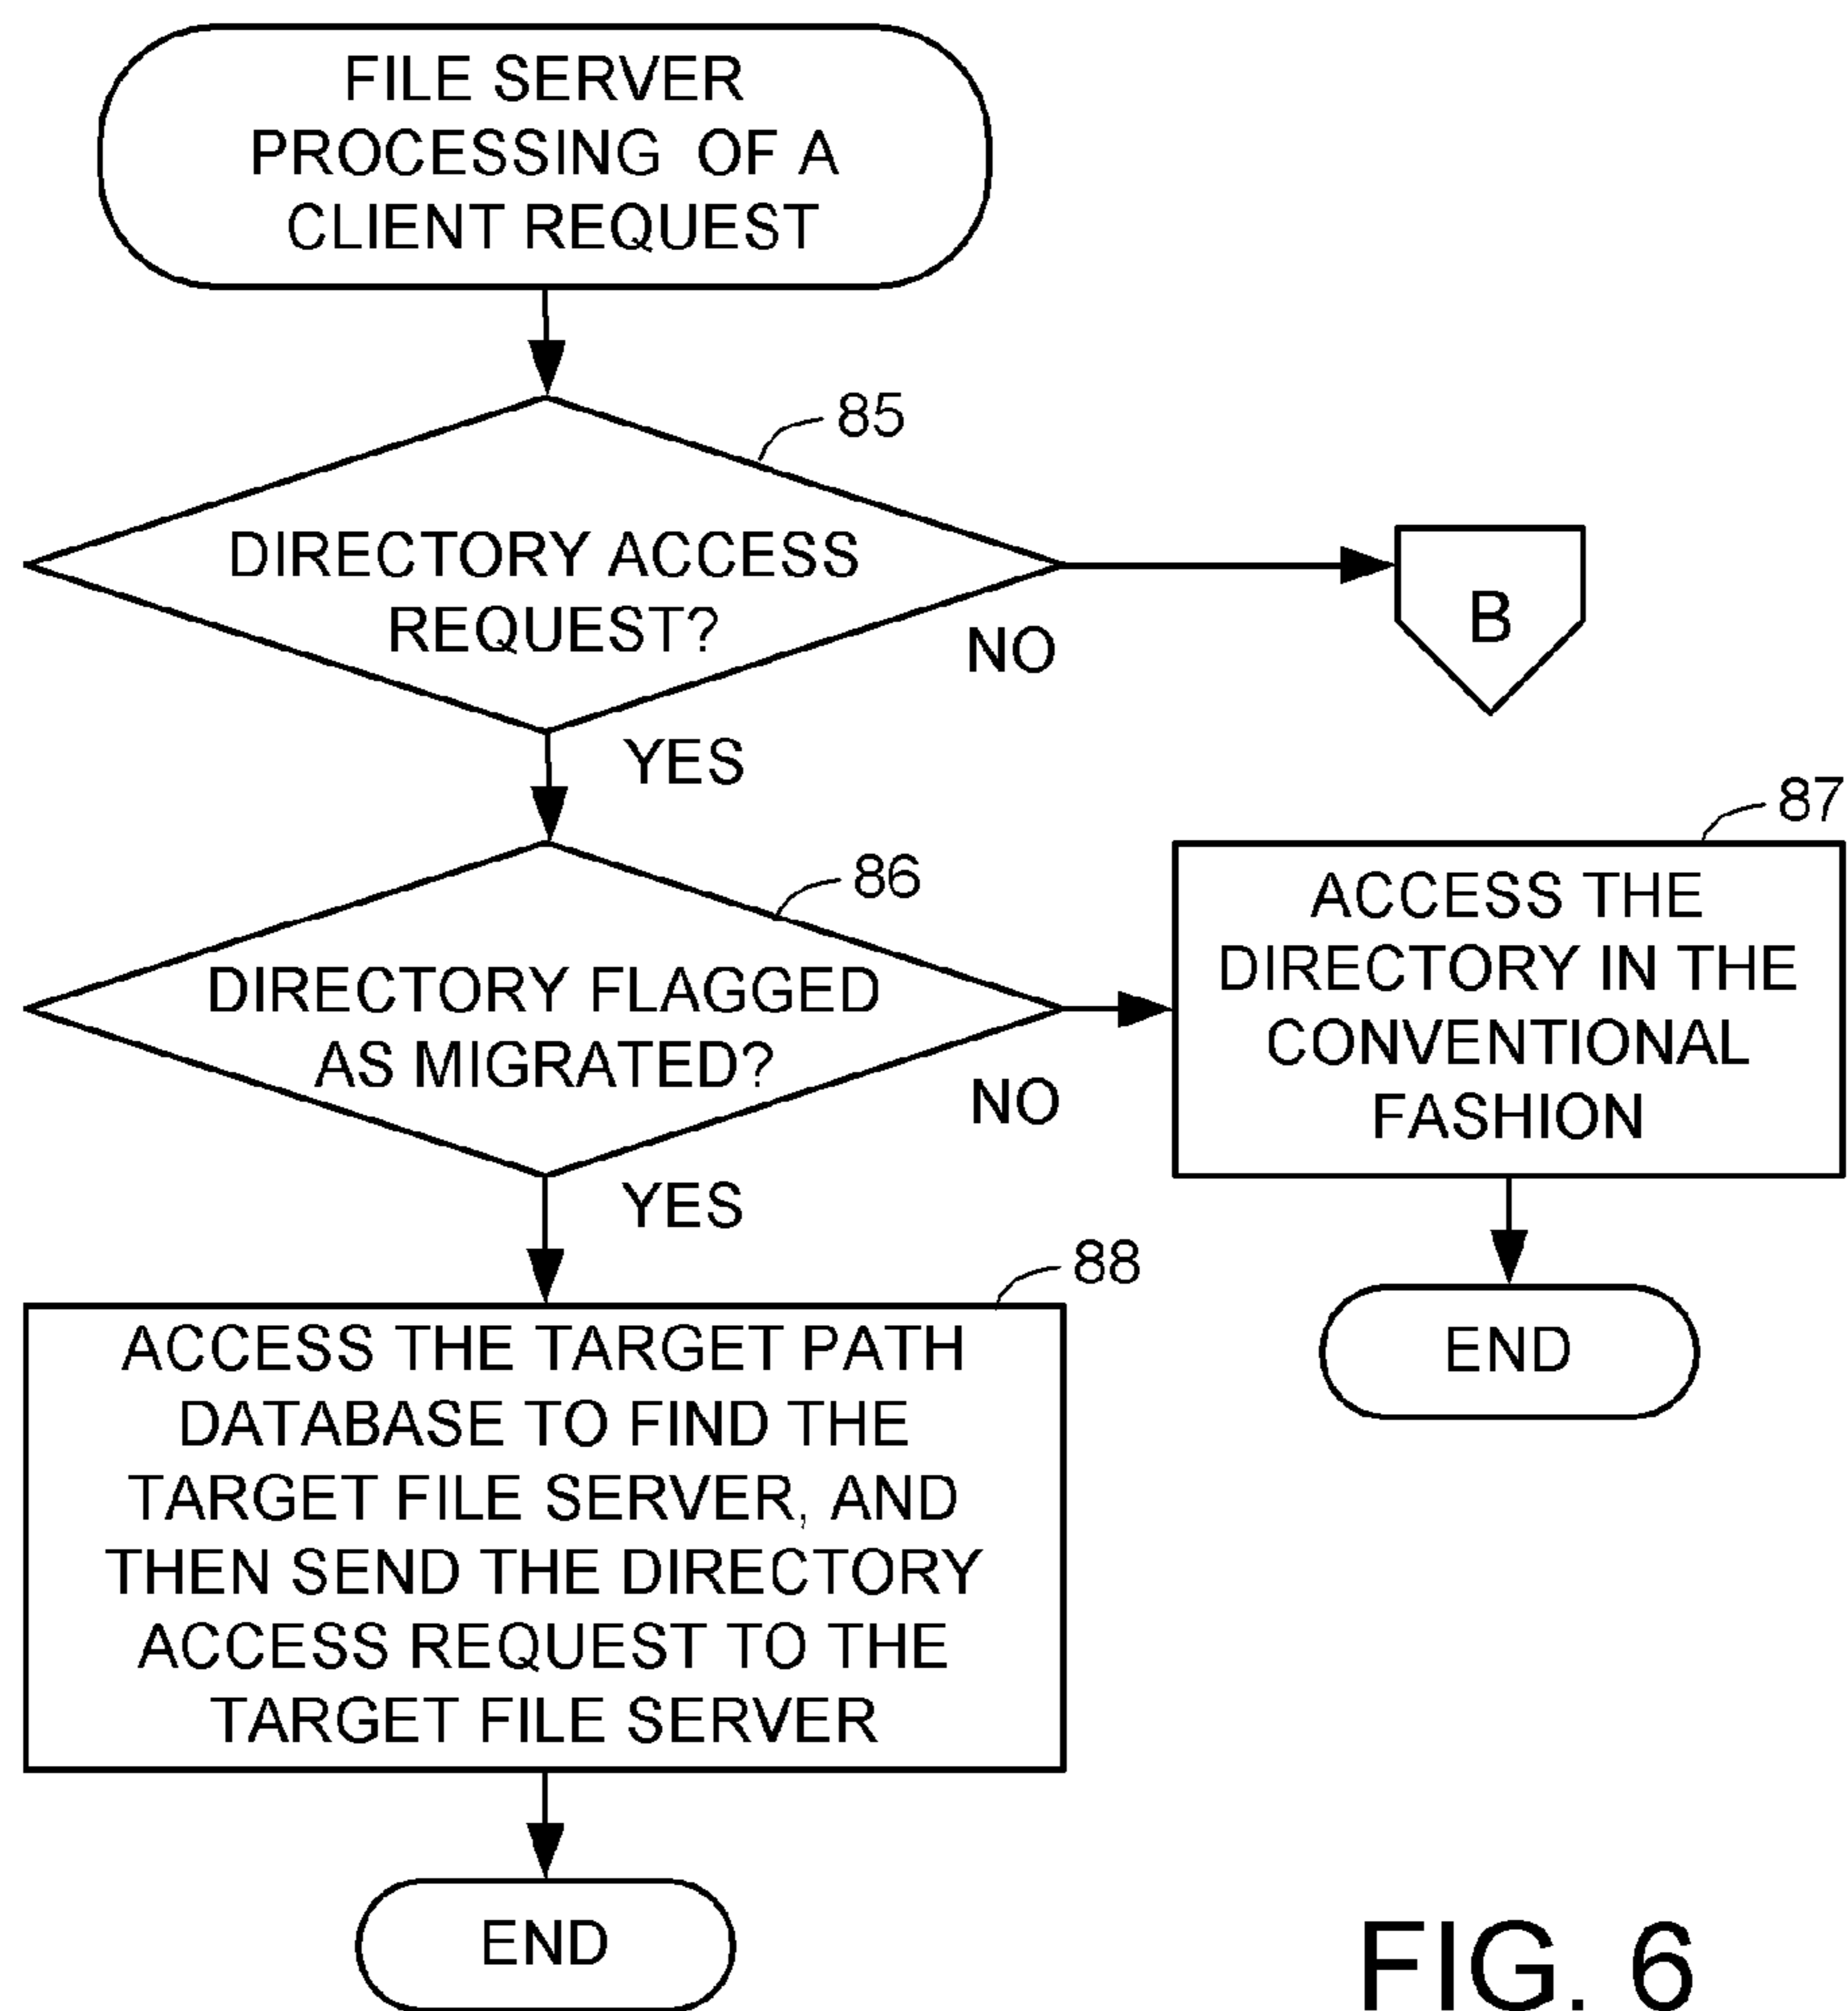 FILE SERVER
PROCESSING OF A
CLIENT REQUEST
85
DIRECTORY ACCESS
REQUEST?
NO
B
YES
86
DIRECTORY FLAGGED
AS MIGRATED?
NO
87
ACCESS THE
DIRECTORY IN THE
CONVENTIONAL
FASHION
END
YES
88
ACCESS THE TARGET PATH
DATABASE TO FIND THE
TARGET FILE SERVER, AND
THEN SEND THE DIRECTORY
ACCESS REQUEST TO THE
TARGET FILE SERVER
END
FIG. 6